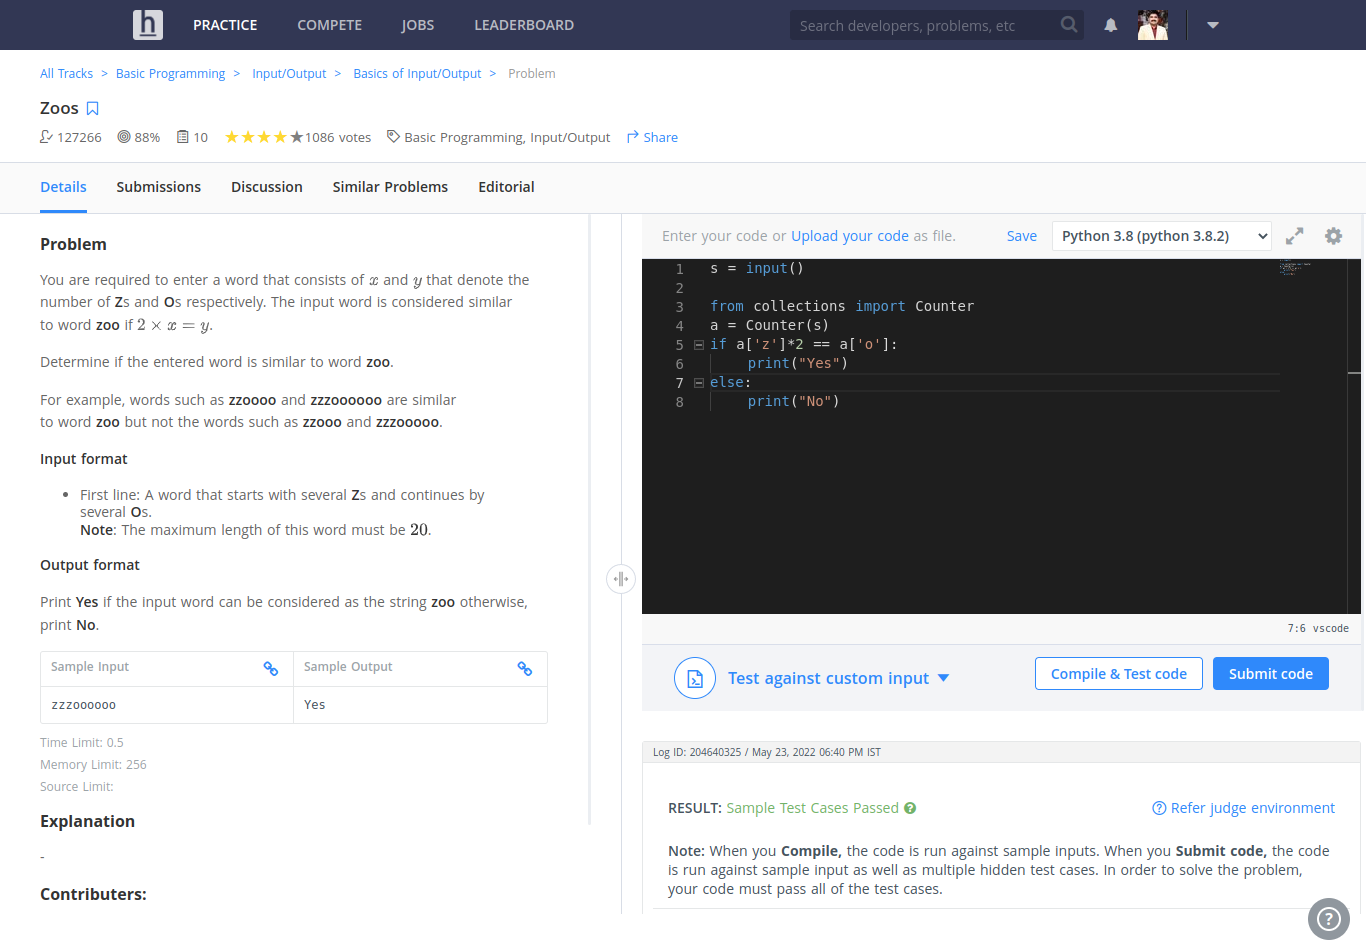 h PRACTICE COMPETE JOBS LEADERBOARD Search developers, problems, etc
All Tracks > Basic Programming > Input/Output > Basics of Input/Output > Problem
Zoos
127266 88% 10 1086 votes Basic Programming, Input/Output Share
Details Submissions Discussion Similar Problems Editorial
Problem
You are required to enter a word that consists of x and y that denote the
number of Zs and Os respectively. The input word is considered similar
to word zoo if 2 × x = y.
Determine if the entered word is similar to word zoo.
For example, words such as zzoooo and zzzoooooo are similar
to word zoo but not the words such as zzooo and zzzooooo.
Input format
• First line: A word that starts with several Zs and continues by
several Os.
Note: The maximum length of this word must be 20.
Output format
Print Yes if the input word can be considered as the string zoo otherwise,
print No.
Sample Input Sample Output
zzzoooooo Yes
Time Limit: 0.5
Memory Limit: 256
Source Limit:
Explanation
-
Contributers:
Enter your code or Upload your code as file. Save Python 3.8 (python 3.8.2)
1 s = input()
2
3 from collections import Counter
4 a = Counter(s)
5 if a['z']*2 == a['o']:
6 print("Yes")
7 else:
8 print("No")
7:6 vscode
Test against custom input Compile & Test code Submit code
Log ID: 204640325 / May 23, 2022 06:40 PM IST
RESULT: Sample Test Cases Passed ? ? Refer judge environment
Note: When you Compile, the code is run against sample inputs. When you Submit code, the code
is run against sample input as well as multiple hidden test cases. In order to solve the problem,
your code must pass all of the test cases.
?